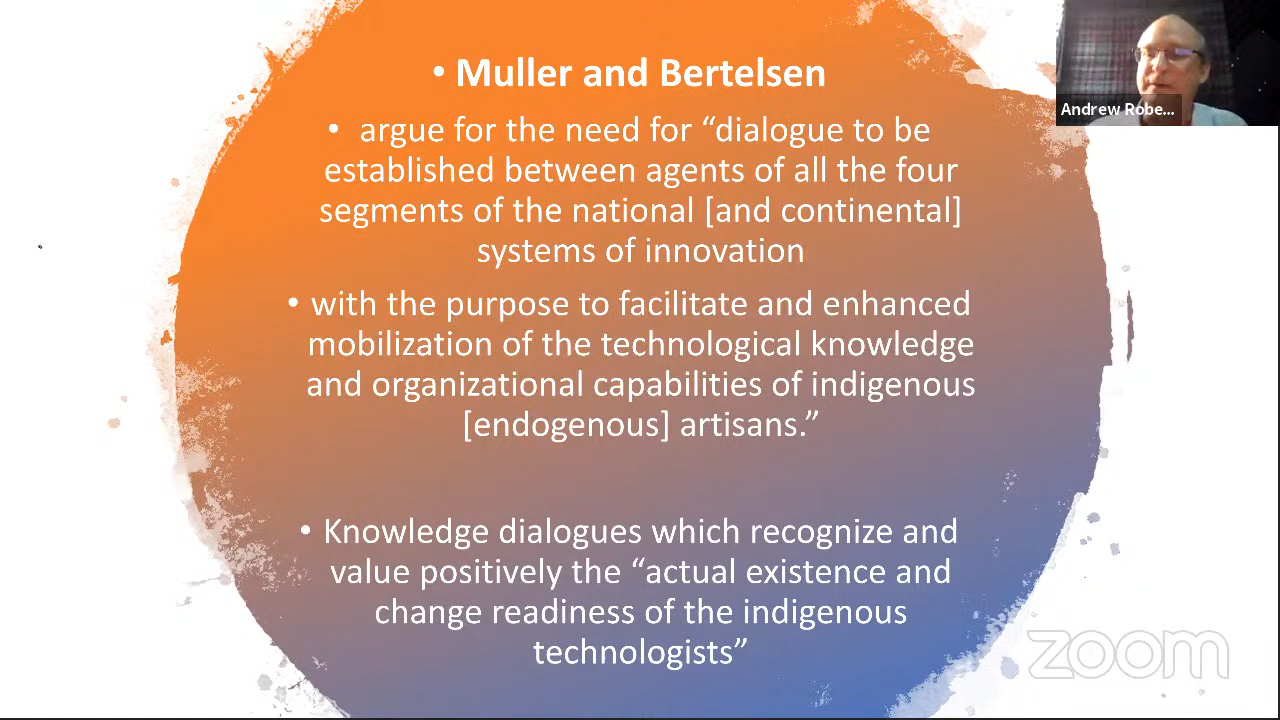 • Muller and Bertelsen
• argue for the need for “dialogue to be
established between agents of all the four
segments of the national [and continental]
systems of innovation
• with the purpose to facilitate and enhanced
mobilization of the technological knowledge
and organizational capabilities of indigenous
[endogenous] artisans.”
• Knowledge dialogues which recognize and
value positively the “actual existence and
change readiness of the indigenous
technologists”
Andrew Robe...
zoom